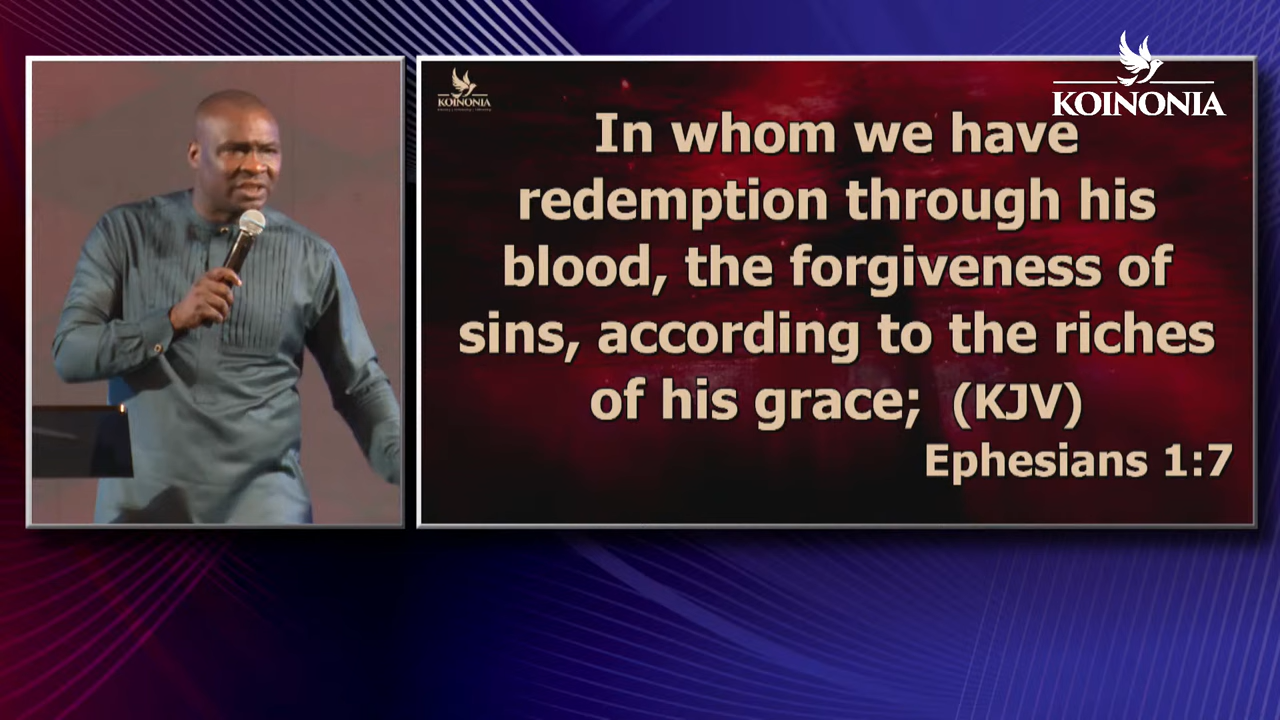 KOINONIA
KOINONIA
In whom we have
redemption through his
blood, the forgiveness of
sins, according to the riches
of his grace; (KJV)
Ephesians 1:7